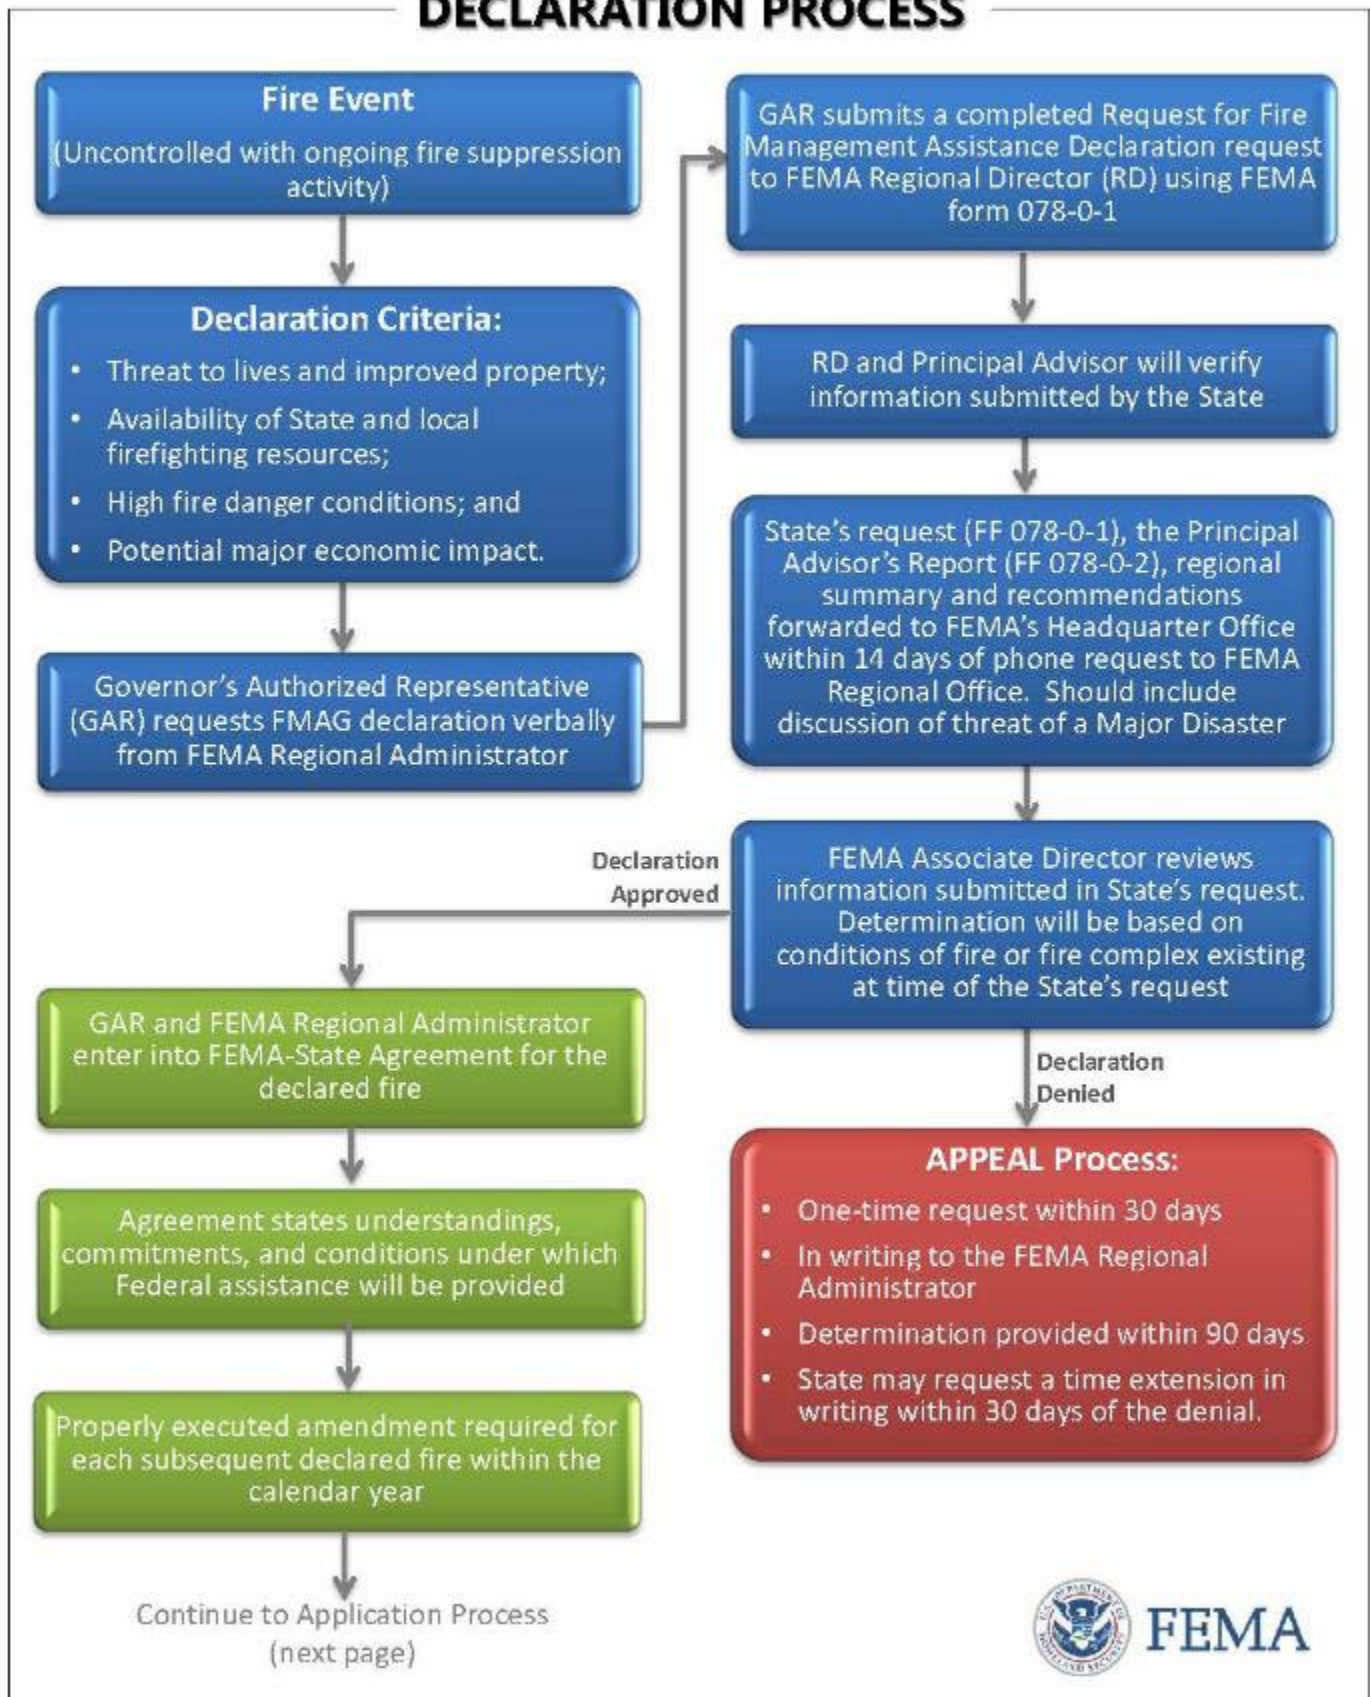 DECLARATION PROCESS
Fire Event
(Uncontrolled with ongoing fire suppression
activity)
Declaration Criteria:
• Threat to lives and improved property;
• Availability of State and local
firefighting resources;
• High fire danger conditions; and
• Potential major economic impact.
Governor's Authorized Representative
(GAR) requests FMAG declaration verbally
from FEMA Regional Administrator
GAR submits a completed Request for Fire
Management Assistance Declaration request
to FEMA Regional Director (RD) using FEMA
form 078-0-1
RD and Principal Advisor will verify
information submitted by the State
State's request (FF 078-0-1), the Principal
Advisor's Report (FF 078-0-2), regional
summary and recommendations
forwarded to FEMA's Headquarter Office
within 14 days of phone request to FEMA
Regional Office. Should include
discussion of threat of a Major Disaster
FEMA Associate Director reviews
information submitted in State's request.
Determination will be based on
conditions of fire or fire complex existing
at time of the State's request
Declaration
Approved
GAR and FEMA Regional Administrator
enter into FEMA-State Agreement for the
declared fire
Agreement states understandings,
commitments, and conditions under which
Federal assistance will be provided
Properly executed amendment required for
each subsequent declared fire within the
calendar year
Continue to Application Process
(next page)
Declaration
Denied
APPEAL Process:
• One-time request within 30 days
• In writing to the FEMA Regional
Administrator
• Determination provided within 90 days
• State may request a time extension in
writing within 30 days of the denial.
U.S. DEPARTMENT OF
HOMELAND SECURITY
FEMA